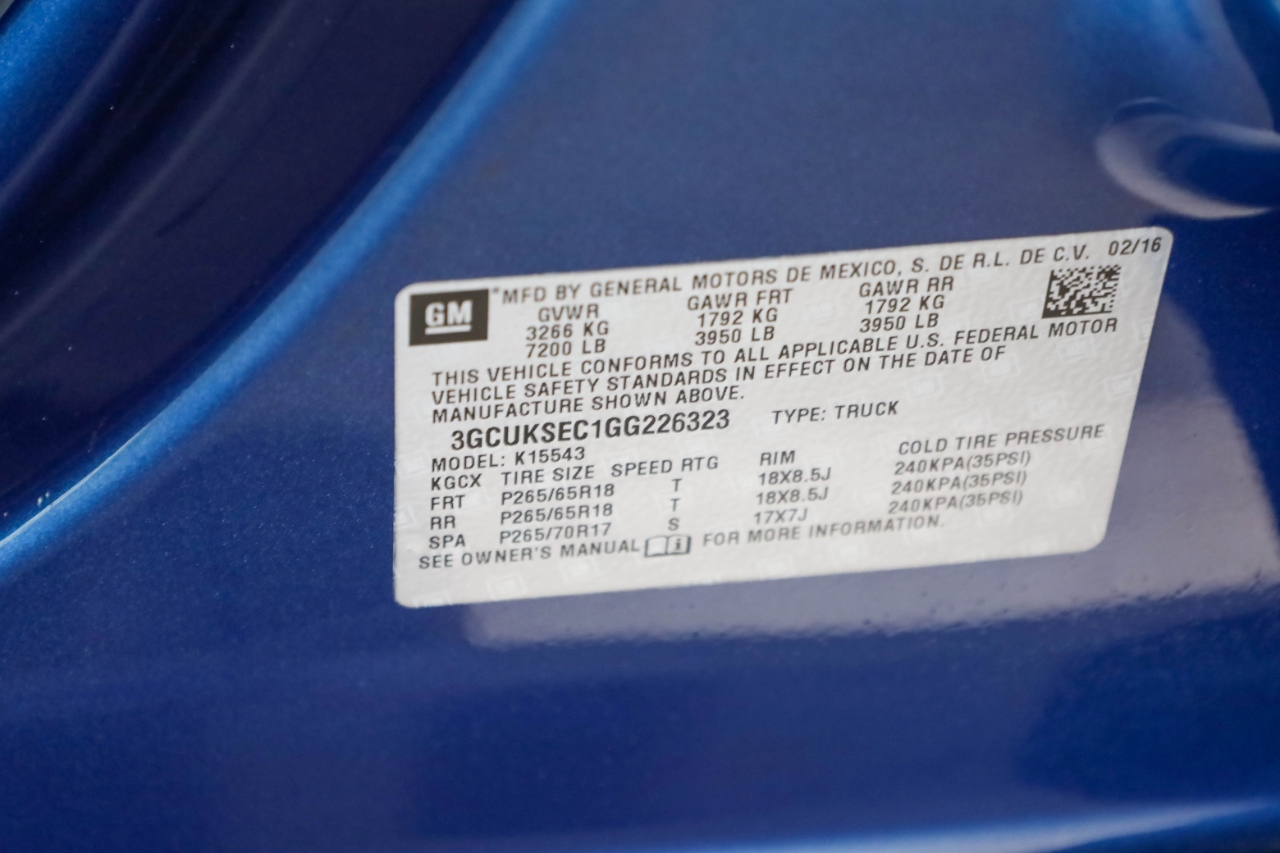 GM
*MFD BY GENERAL MOTORS DE MEXICO, S. DE R.L. DE C.V. 02/16
GVWR GAWR FRT GAWR RR
3266 KG 1792 KG 1792 KG
7200 LB 3950 LB 3950 LB
THIS VEHICLE CONFORMS TO ALL APPLICABLE U.S. FEDERAL MOTOR
VEHICLE SAFETY STANDARDS IN EFFECT ON THE DATE OF
MANUFACTURE SHOWN ABOVE.
3GCUKSEC1GG226323 TYPE: TRUCK
MODEL: K15543
KGCX TIRE SIZE SPEED RTG RIM COLD TIRE PRESSURE
FRT P265/65R18 T 18X8.5J 240KPA(35PSI)
RR P265/65R18 T 18X8.5J 240KPA(35PSI)
SPA P265/70R17 S 17X7J 240KPA(35PSI)
SEE OWNER'S MANUAL i FOR MORE INFORMATION.